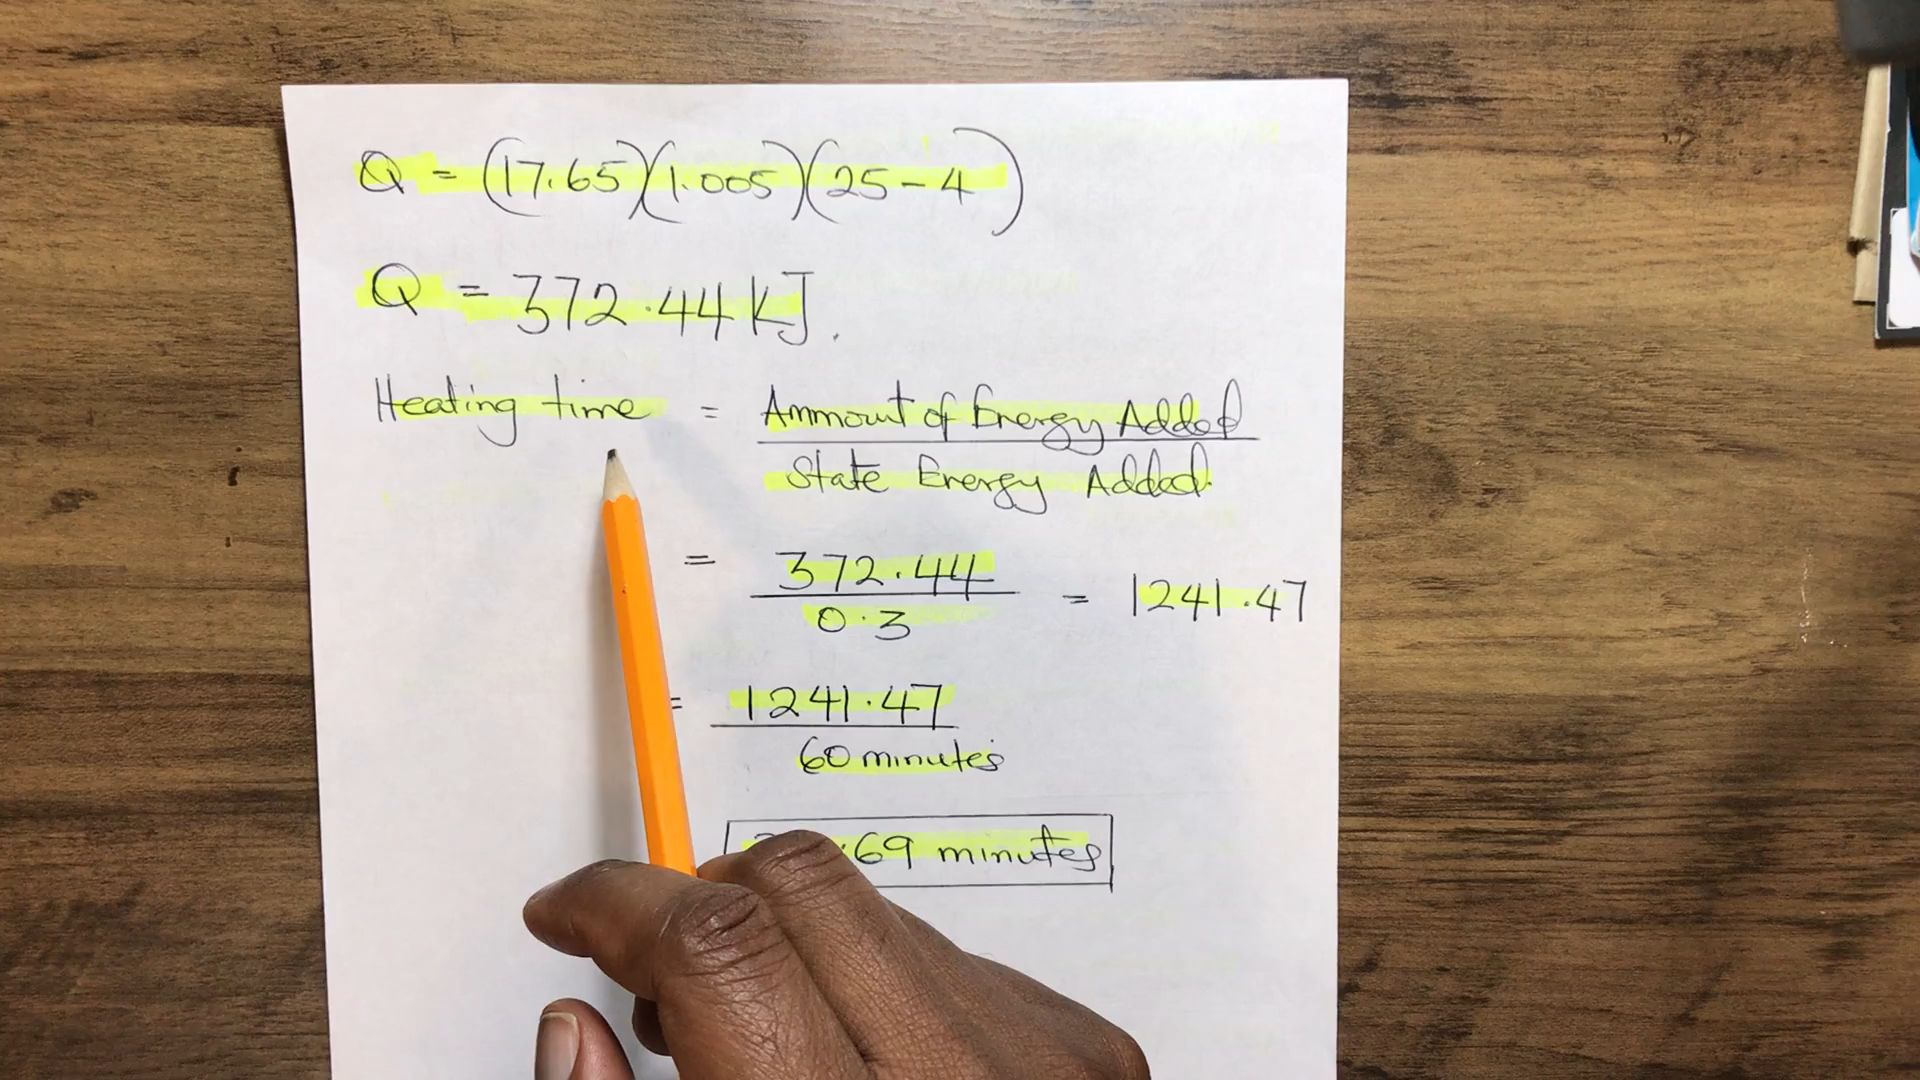 Q = (17.65)(1.005)(25-4)
Q = 372.44 kJ.
Heating time = Ammount of Energy Added
State Energy Added.
= 372.44
0.3
= 1241.47
= 1241.47
60 minutes
.69 minutes